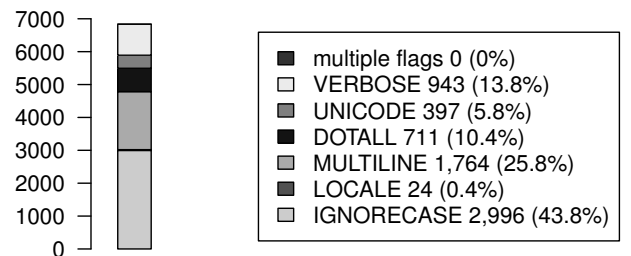 7000
6000
5000
4000
3000
2000
1000
0
multiple flags 0 (0%)
VERBOSE 943 (13.8%)
UNICODE 397 (5.8%)
DOTALL 711 (10.4%)
MULTILINE 1,764 (25.8%)
LOCALE 24 (0.4%)
IGNORECASE 2,996 (43.8%)